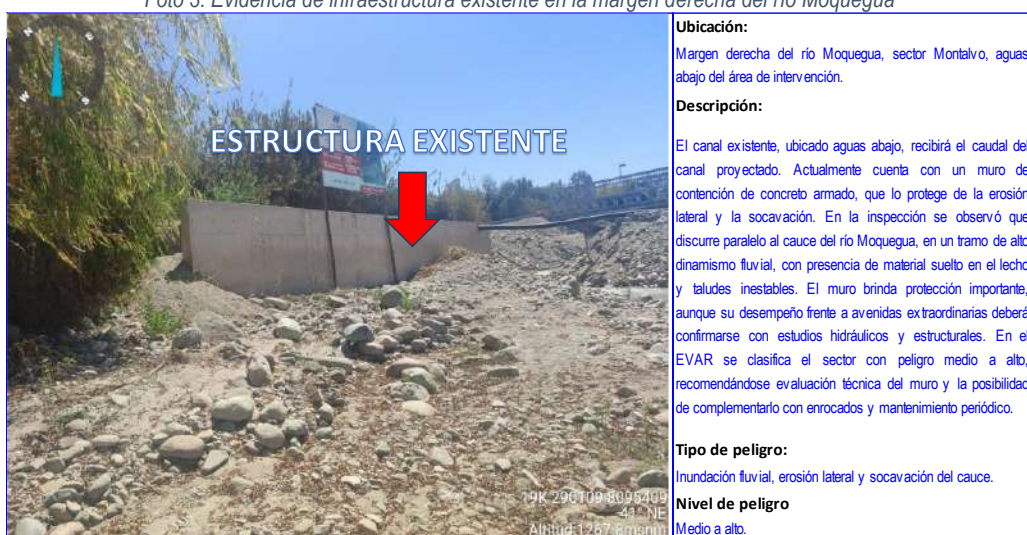 Foto 3. Evidencia de infraestructura existente en la margen derecha del río Moquegua
ESTRUCTURA EXISTENTE
19K 296109 8095409
41° NE
Altitud:1267.8msnm
Ubicación:
Margen derecha del río Moquegua, sector Montalvo, aguas
abajo del área de intervención.
Descripción:
El canal existente, ubicado aguas abajo, recibirá el caudal del
canal proyectado. Actualmente cuenta con un muro de
contención de concreto armado, que lo protege de la erosión
lateral y la socavación. En la inspección se observó que
discurre paralelo al cauce del río Moquegua, en un tramo de alto
dinamismo fluvial, con presencia de material suelto en el lecho
y taludes inestables. El muro brinda protección importante,
aunque su desempeño frente a avenidas extraordinarias deberá
confirmarse con estudios hidráulicos y estructurales. En el
EVAR se clasifica el sector con peligro medio a alto,
recomendándose evaluación técnica del muro y la posibilidad
de complementarlo con enrocados y mantenimiento periódico.
Tipo de peligro:
Inundación fluvial, erosión lateral y socavación del cauce.
Nivel de peligro
Medio a alto.